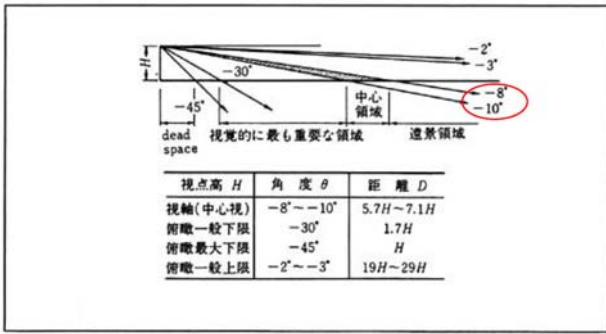 -2°
-3°
H
-30°
-8°
中心
-45°
-10°
領域
dead
space
視覚的に最も重要な領域
遠景領域
視点高 H
角 度 θ
距 離 D
視軸(中心視)
-8°~-10°
5.7H~7.1H
俯瞰一般下限
-30°
1.7H
俯瞰最大下限
-45°
H
俯瞰一般上限
-2°~-3°
19H~29H